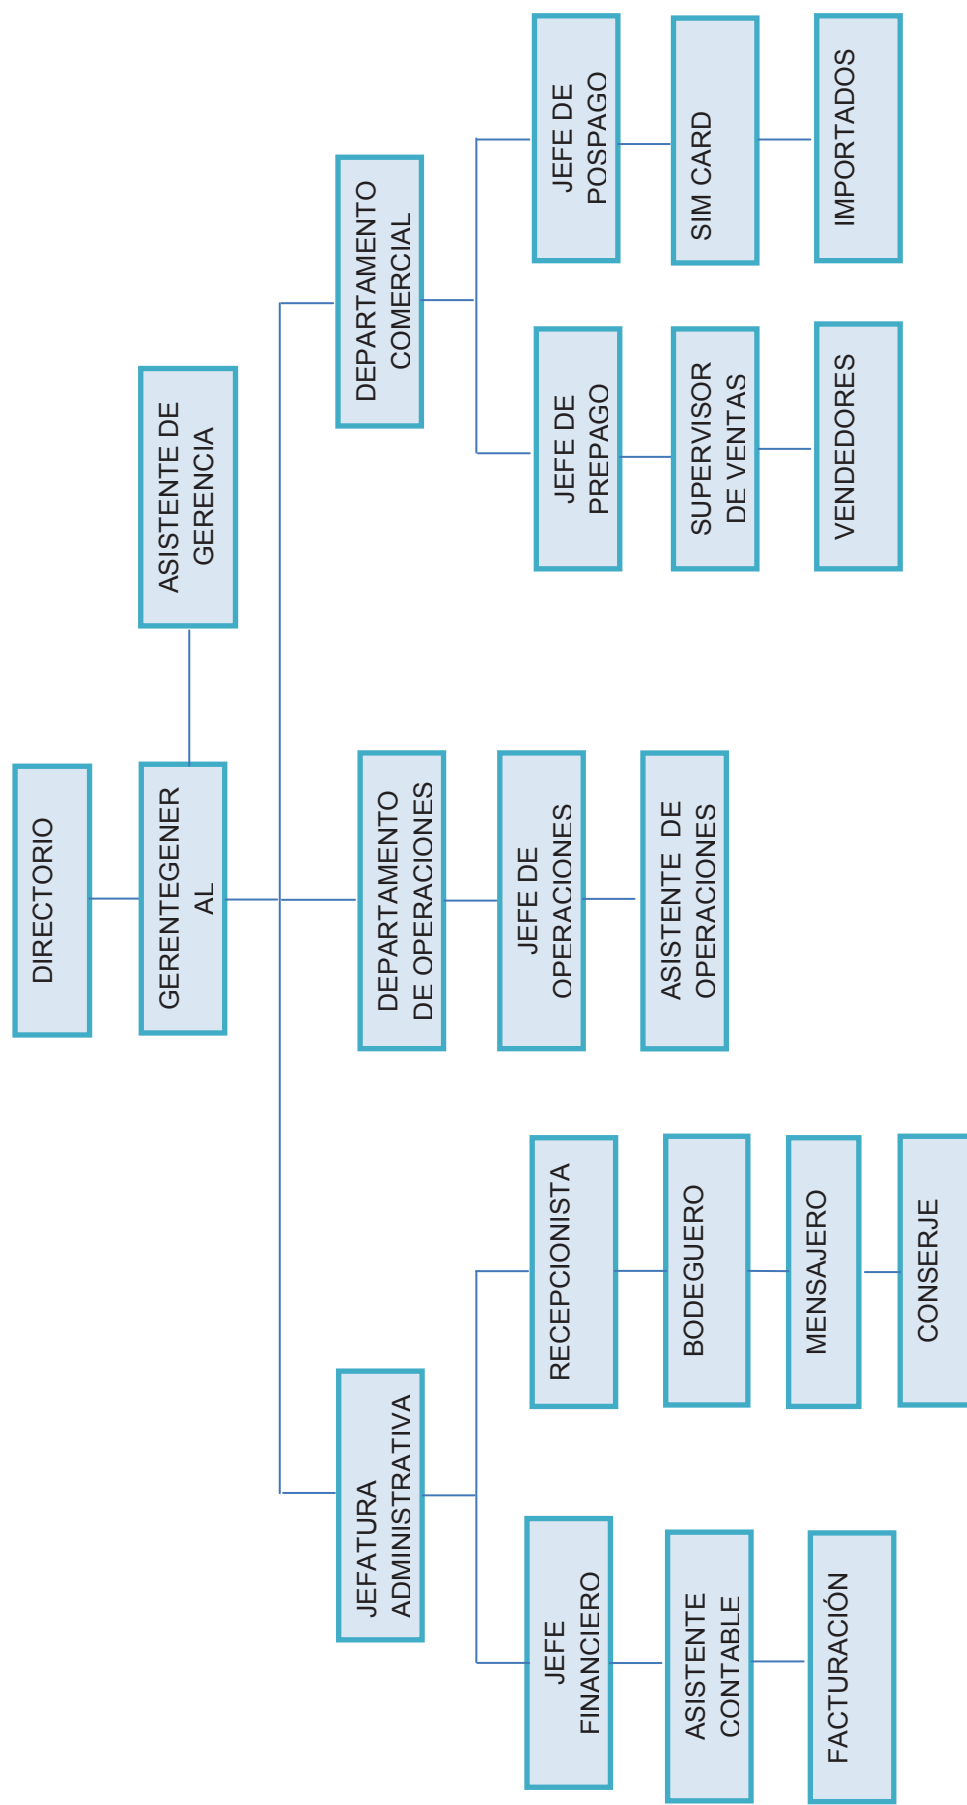 DIRECTORIO
GERENTEGENER
AL
ASISTENTE DE
GERENCIA
JEFATURA
ADMINISTRATIVA
DEPARTAMENTO
DE OPERACIONES
DEPARTAMENTO
COMERCIAL
JEFE
FINANCIERO
RECEPCIONISTA
JEFE DE
OPERACIONES
JEFE DE
PREPAGO
JEFE DE
POSPAGO
ASISTENTE
CONTABLE
BODEGUERO
ASISTENTE DE
OPERACIONES
SUPERVISOR
DE VENTAS
SIM CARD
FACTURACIÓN
MENSAJERO
VENDEDORES
IMPORTADOS
CONSERJE